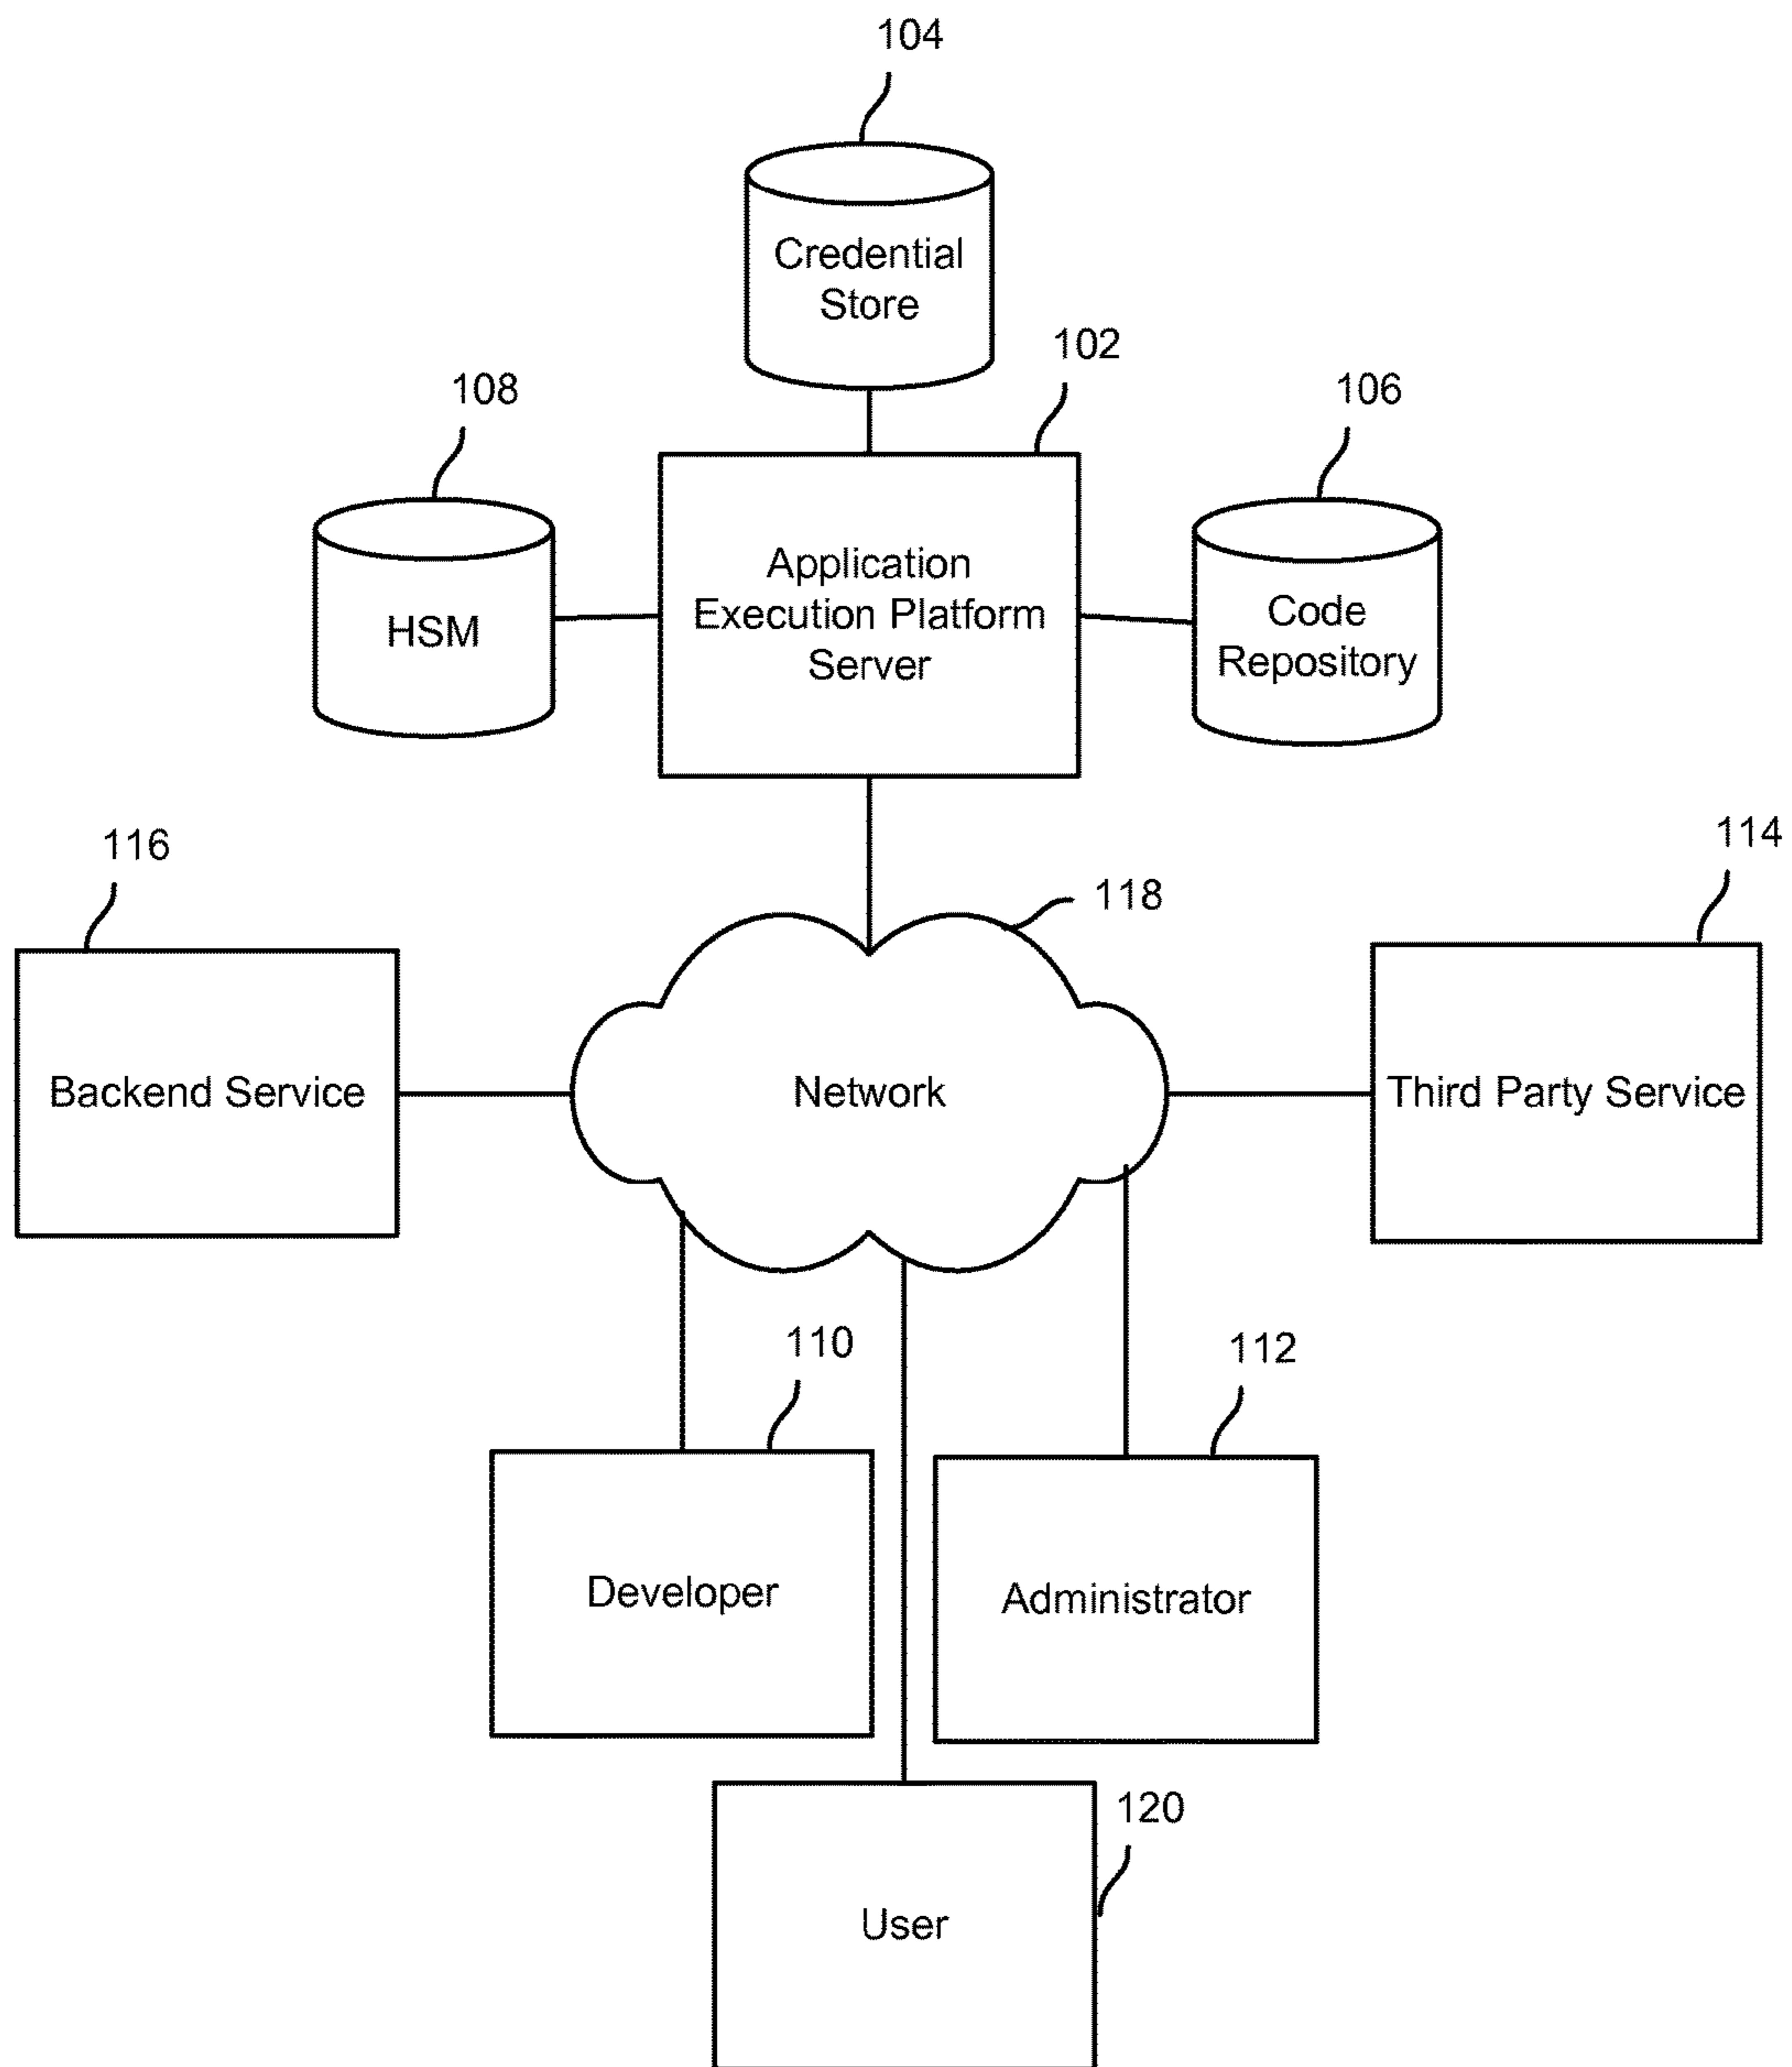 104
Credential
Store
102
108
106
Application
Execution Platform
Server
HSM
Code
Repository
116
114
118
Backend Service
Network
Third Party Service
110
112
Developer
Administrator
120
User